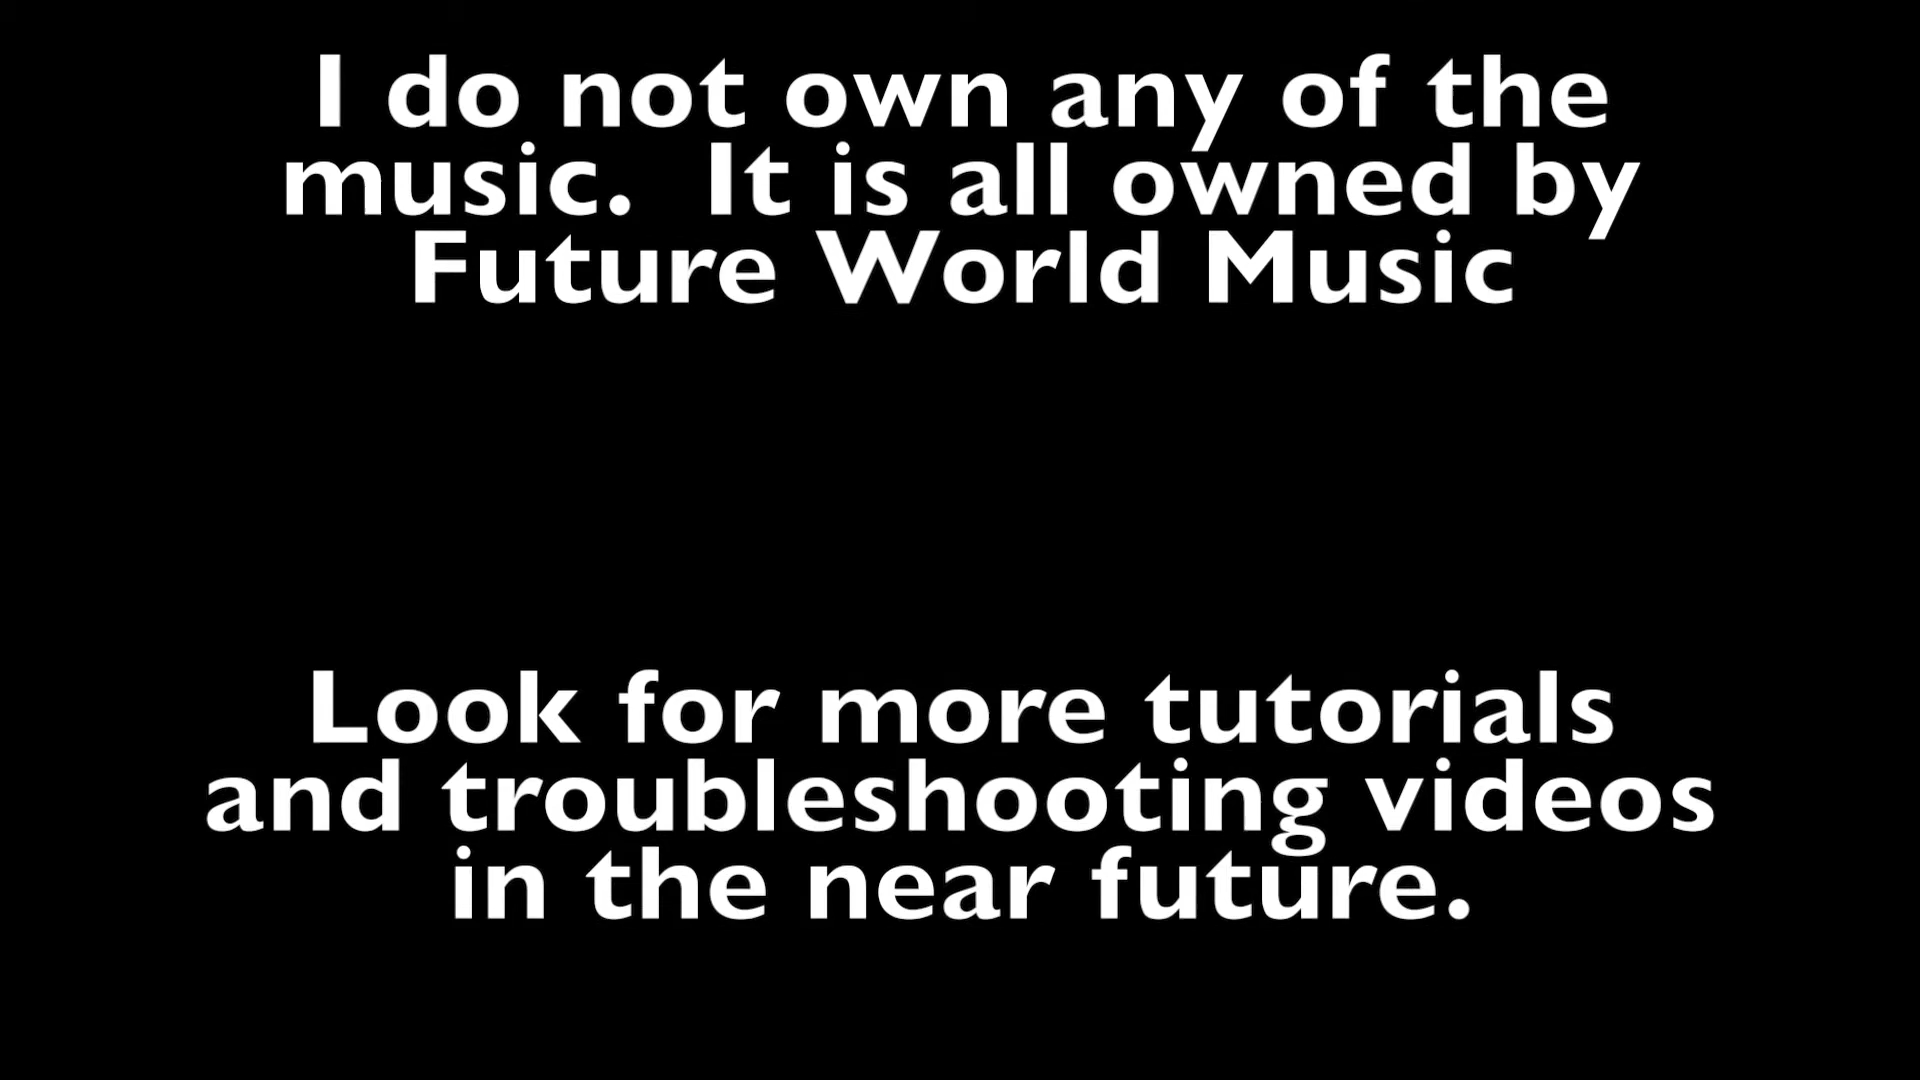 I do not own any of the
music.  It is all owned by
Future World Music
Look for more tutorials
and troubleshooting videos
in the near future.